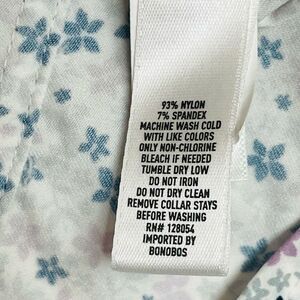 93% NYLON
7% SPANDEX
MACHINE WASH COLD
WITH LIKE COLORS
ONLY NON-CHLORINE
BLEACH IF NEEDED
TUMBLE DRY LOW
DO NOT IRON
DO NOT DRY CLEAN
REMOVE COLLAR STAYS
BEFORE WASHING
RN# 128054
IMPORTED BY
BONOBOS